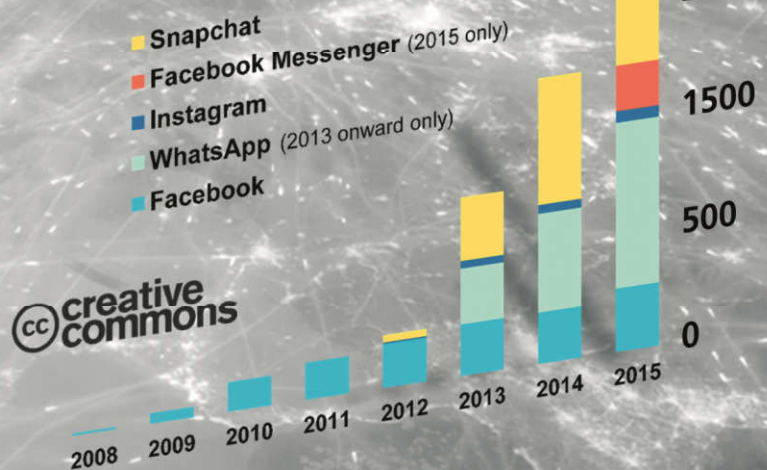 Snapchat
Facebook Messenger (2015 only)
Instagram
WhatsApp (2013 onward only)
Facebook
1500
500
0
cc creative
commons
2008 2009 2010 2011 2012 2013 2014 2015